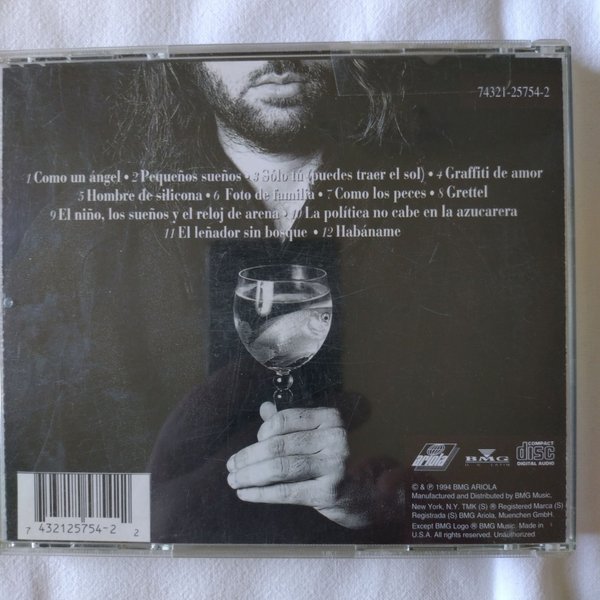 74321-25754-2
1 Como un ángel • 2 Pequeños sueños • 3 Sólo tú (puedes traer el sol) • 4 Graffiti de amor
5 Hombre de silicona • 6 Foto de familia • 7 Como los peces • 8 Grettel
9 El niño, los sueños y el reloj de arena • 10 La política no cabe en la azucarera
11 El leñador sin bosque • 12 Habáname
ariola
BMG
U.S. LATIN
COMPACT
disc
DIGITAL AUDIO
© & ℗ 1994 BMG ARIOLA
Manufactured and Distributed by BMG Music.
New York, N.Y. TMK (S) ® Registered Marca (S)
Registrada (S) BMG Ariola, Muenchen GmbH.
Except BMG Logo ® BMG Music. Made in
U.S.A. All rights reserved. Unauthorized
7 432125754-2 2